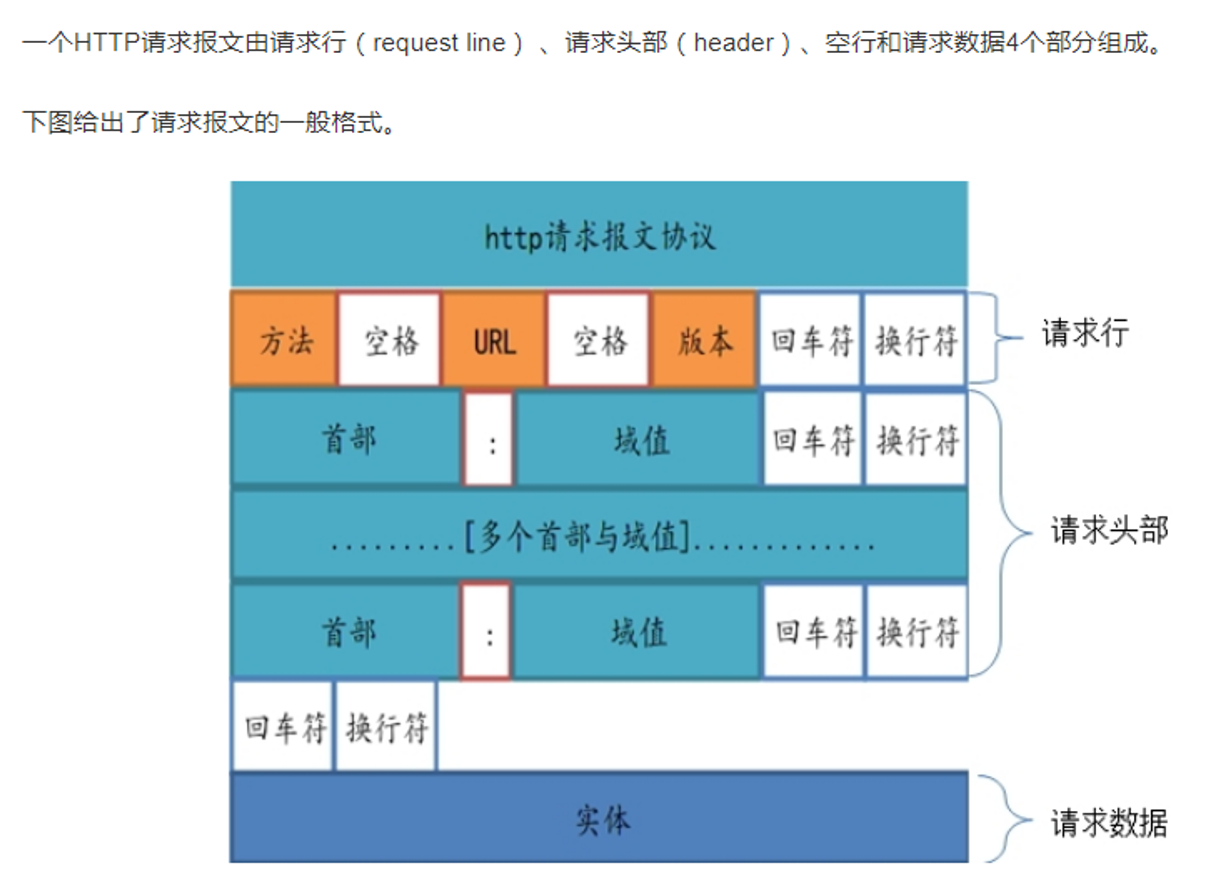 一个HTTP请求报文由请求行（request line）、请求头部（header）、空行和请求数据4个部分组成。
下图给出了请求报文的一般格式。
http请求报文协议
方法 空格 URL 空格 版本 回车符 换行符 请求行
首部 : 域值 回车符 换行符
.........[多个首部与域值]............. 请求头部
首部 : 域值 回车符 换行符
回车符 换行符
实体 请求数据